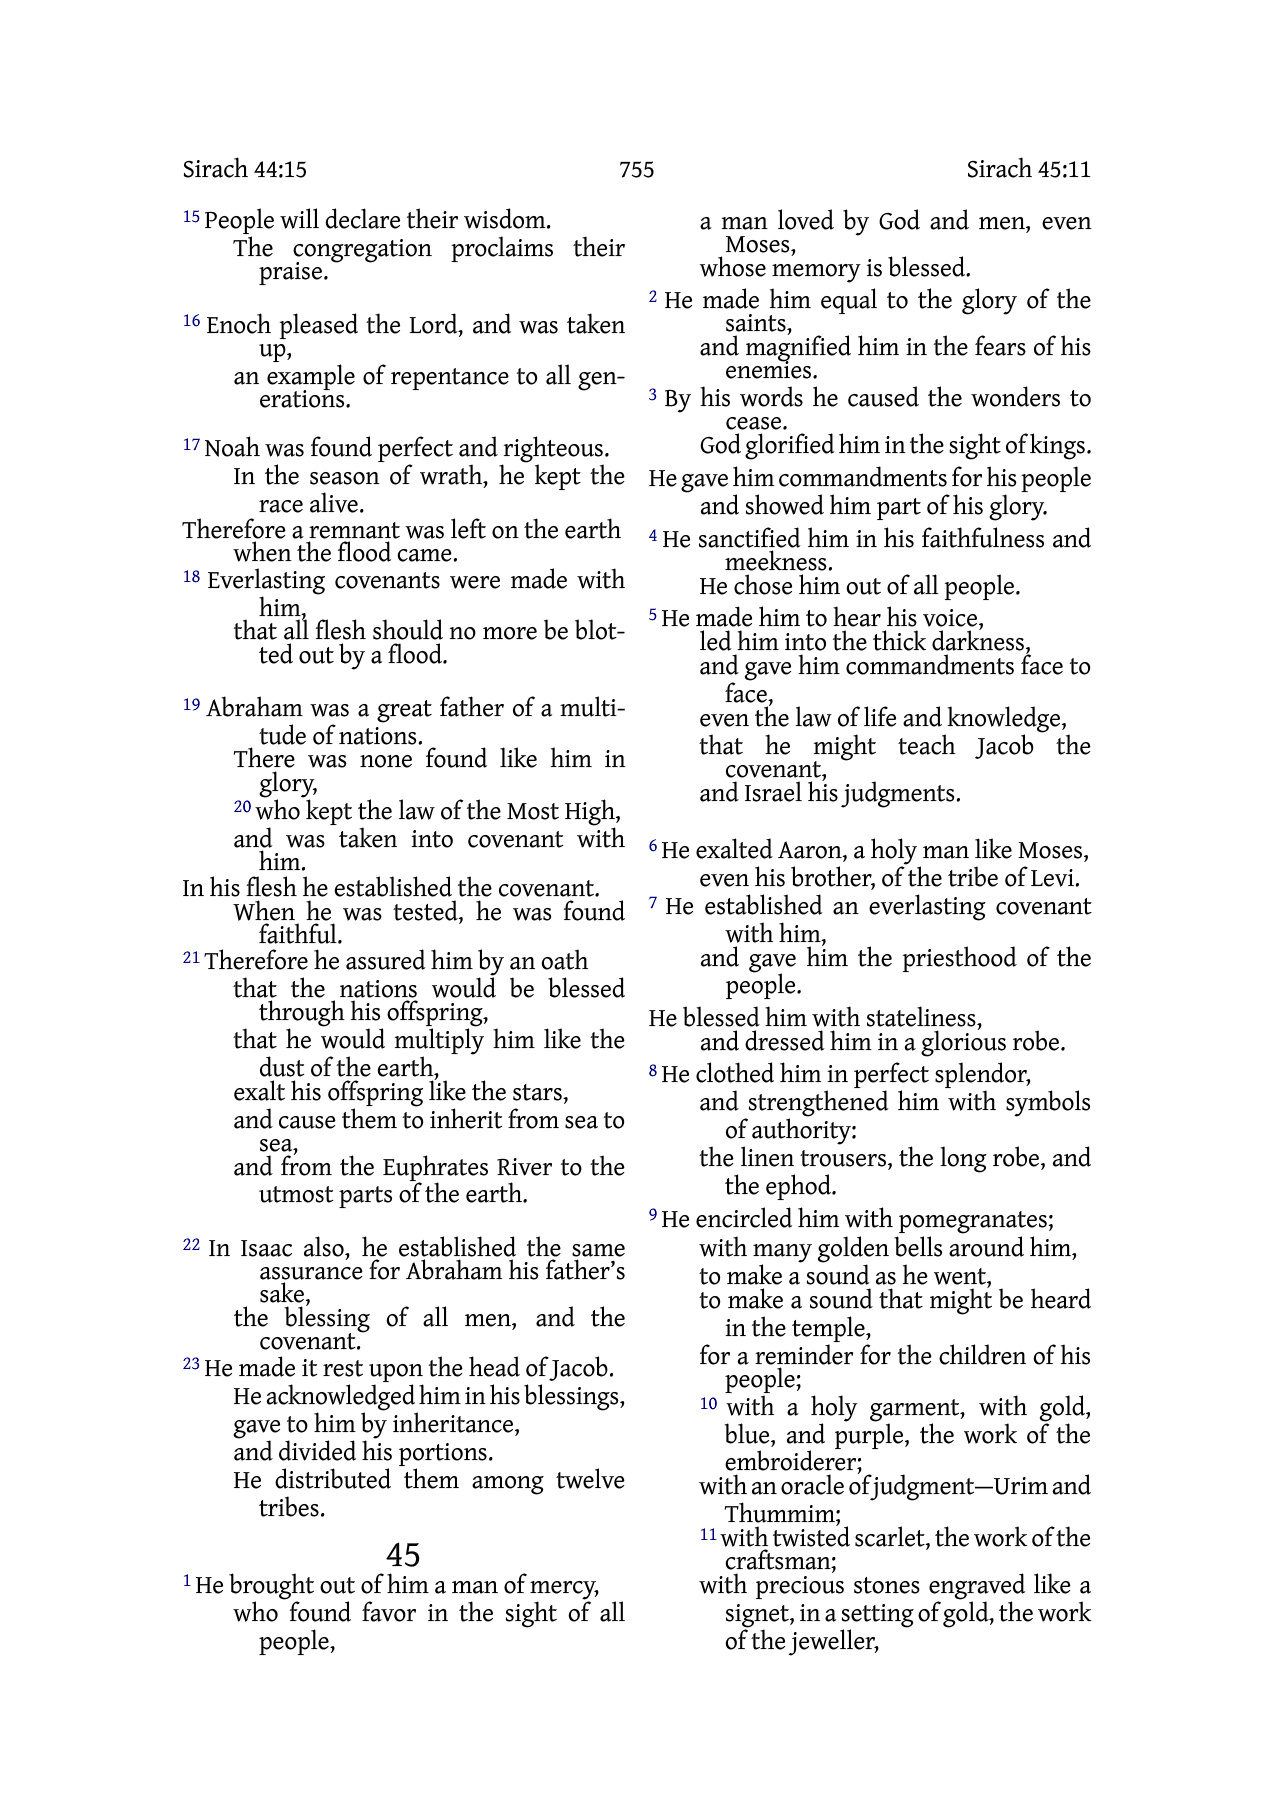 Sirach 44:15 755 Sirach 45:11
15 People will declare their wisdom.
The congregation proclaims their
praise.
16 Enoch pleased the Lord, and was taken
up,
an example of repentance to all gen-
erations.
17 Noah was found perfect and righteous.
In the season of wrath, he kept the
race alive.
Therefore a remnant was left on the earth
when the flood came.
18 Everlasting covenants were made with
him,
that all flesh should no more be blot-
ted out by a flood.
19 Abraham was a great father of a multi-
tude of nations.
There was none found like him in
glory,
20 who kept the law of the Most High,
and was taken into covenant with
him.
In his flesh he established the covenant.
When he was tested, he was found
faithful.
21 Therefore he assured him by an oath
that the nations would be blessed
through his offspring,
that he would multiply him like the
dust of the earth,
exalt his offspring like the stars,
and cause them to inherit from sea to
sea,
and from the Euphrates River to the
utmost parts of the earth.
22 In Isaac also, he established the same
assurance for Abraham his father’s
sake,
the blessing of all men, and the
covenant.
23 He made it rest upon the head of Jacob.
He acknowledged him in his blessings,
gave to him by inheritance,
and divided his portions.
He distributed them among twelve
tribes.
45
1 He brought out of him a man of mercy,
who found favor in the sight of all
people,
a man loved by God and men, even
Moses,
whose memory is blessed.
2 He made him equal to the glory of the
saints,
and magnified him in the fears of his
enemies.
3 By his words he caused the wonders to
cease.
God glorified him in the sight of kings.
He gave him commandments for his people
and showed him part of his glory.
4 He sanctified him in his faithfulness and
meekness.
He chose him out of all people.
5 He made him to hear his voice,
led him into the thick darkness,
and gave him commandments face to
face,
even the law of life and knowledge,
that he might teach Jacob the
covenant,
and Israel his judgments.
6 He exalted Aaron, a holy man like Moses,
even his brother, of the tribe of Levi.
7 He established an everlasting covenant
with him,
and gave him the priesthood of the
people.
He blessed him with stateliness,
and dressed him in a glorious robe.
8 He clothed him in perfect splendor,
and strengthened him with symbols
of authority:
the linen trousers, the long robe, and
the ephod.
9 He encircled him with pomegranates;
with many golden bells around him,
to make a sound as he went,
to make a sound that might be heard
in the temple,
for a reminder for the children of his
people;
10 with a holy garment, with gold,
blue, and purple, the work of the
embroiderer;
with an oracle of judgment—Urim and
Thummim;
11 with twisted scarlet, the work of the
craftsman;
with precious stones engraved like a
signet, in a setting of gold, the work
of the jeweller,